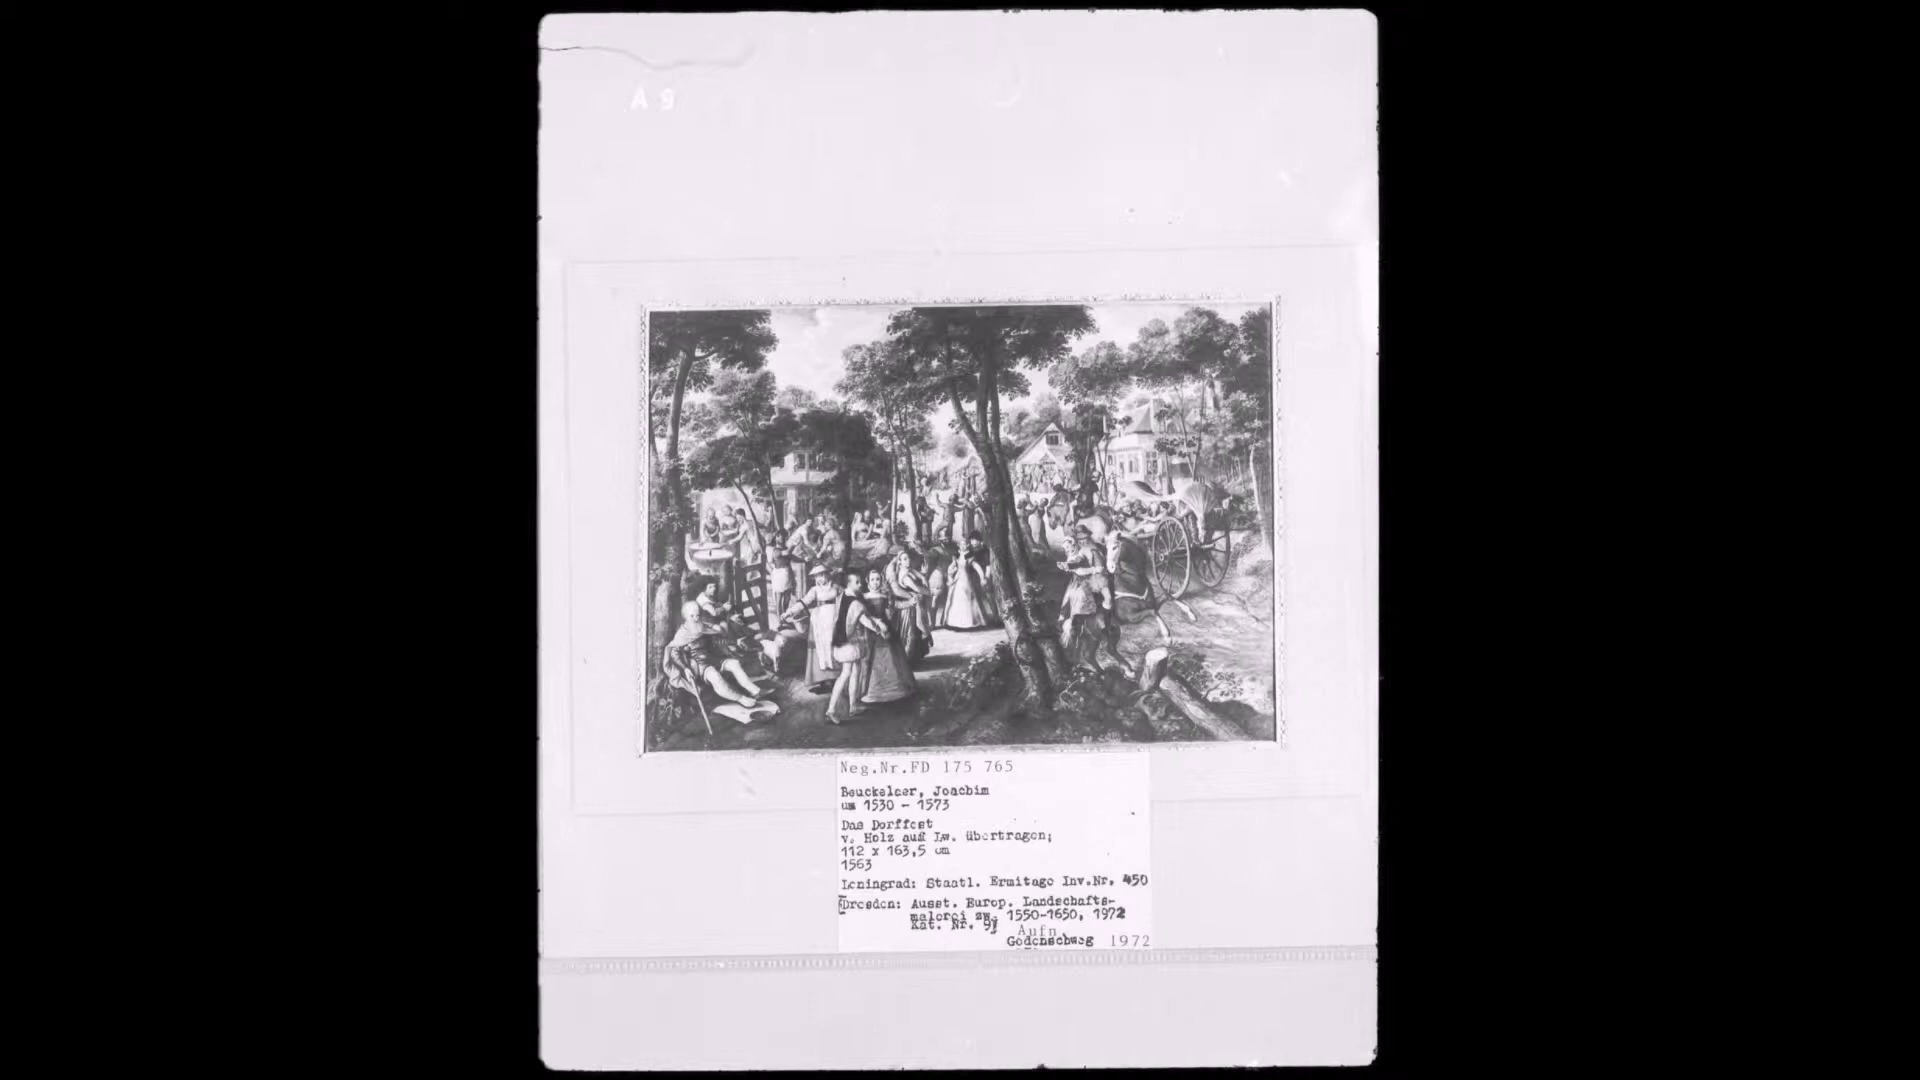 A 9
Neg.Nr.FD 175 765
Beuckelaer, Joachim
um 1530 - 1573
Das Dorffest
v. Holz auf Lw. übertragen;
112 x 163,5 cm
1563
Leningrad: Staatl. Ermitage Inv.Nr. 450
Dresden: Ausst. Europ. Landschafts-
malerei zw. 1550-1650, 1972
Kat. Nr. 9
Aufn.
Godenschweg 1972